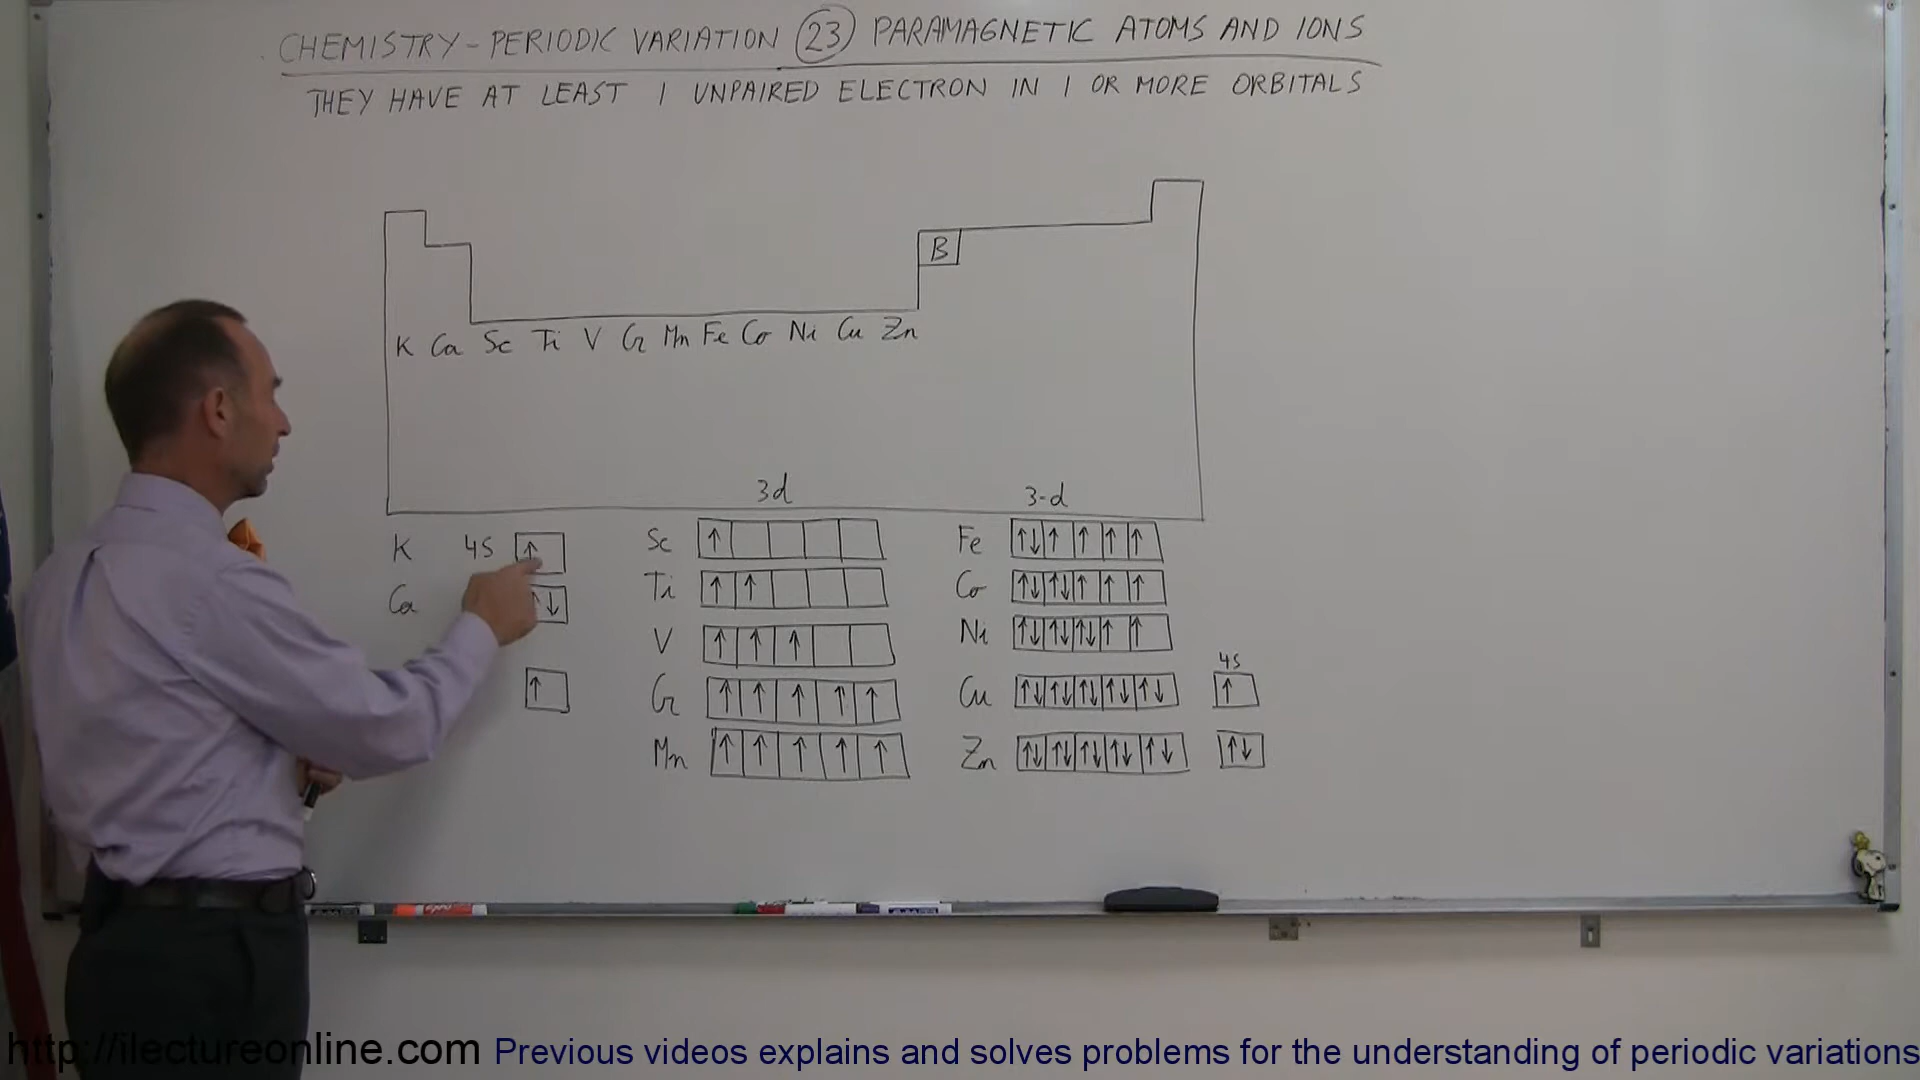 CHEMISTRY - PERIODIC VARIATION 23 PARAMAGNETIC ATOMS AND IONS
THEY HAVE AT LEAST 1 UNPAIRED ELECTRON IN 1 OR MORE ORBITALS
B
K Ca Sc Ti V Cr Mn Fe Co Ni Cu Zn
3d 3-d
K 4s ↑ Sc ↑ Fe ↑↓ ↑ ↑ ↑ ↑
Ca ↑↓ Ti ↑ ↑ Co ↑↓ ↑↓ ↑ ↑ ↑
V ↑ ↑ ↑ Ni ↑↓ ↑↓ ↑↓ ↑ ↑
4s
↑ Cr ↑ ↑ ↑ ↑ ↑ Cu ↑↓ ↑↓ ↑↓ ↑↓ ↑↓ ↑
Mn ↑ ↑ ↑ ↑ ↑ Zn ↑↓ ↑↓ ↑↓ ↑↓ ↑↓ ↑↓
http://ilectureonline.com Previous videos explains and solves problems for the understanding of periodic variations